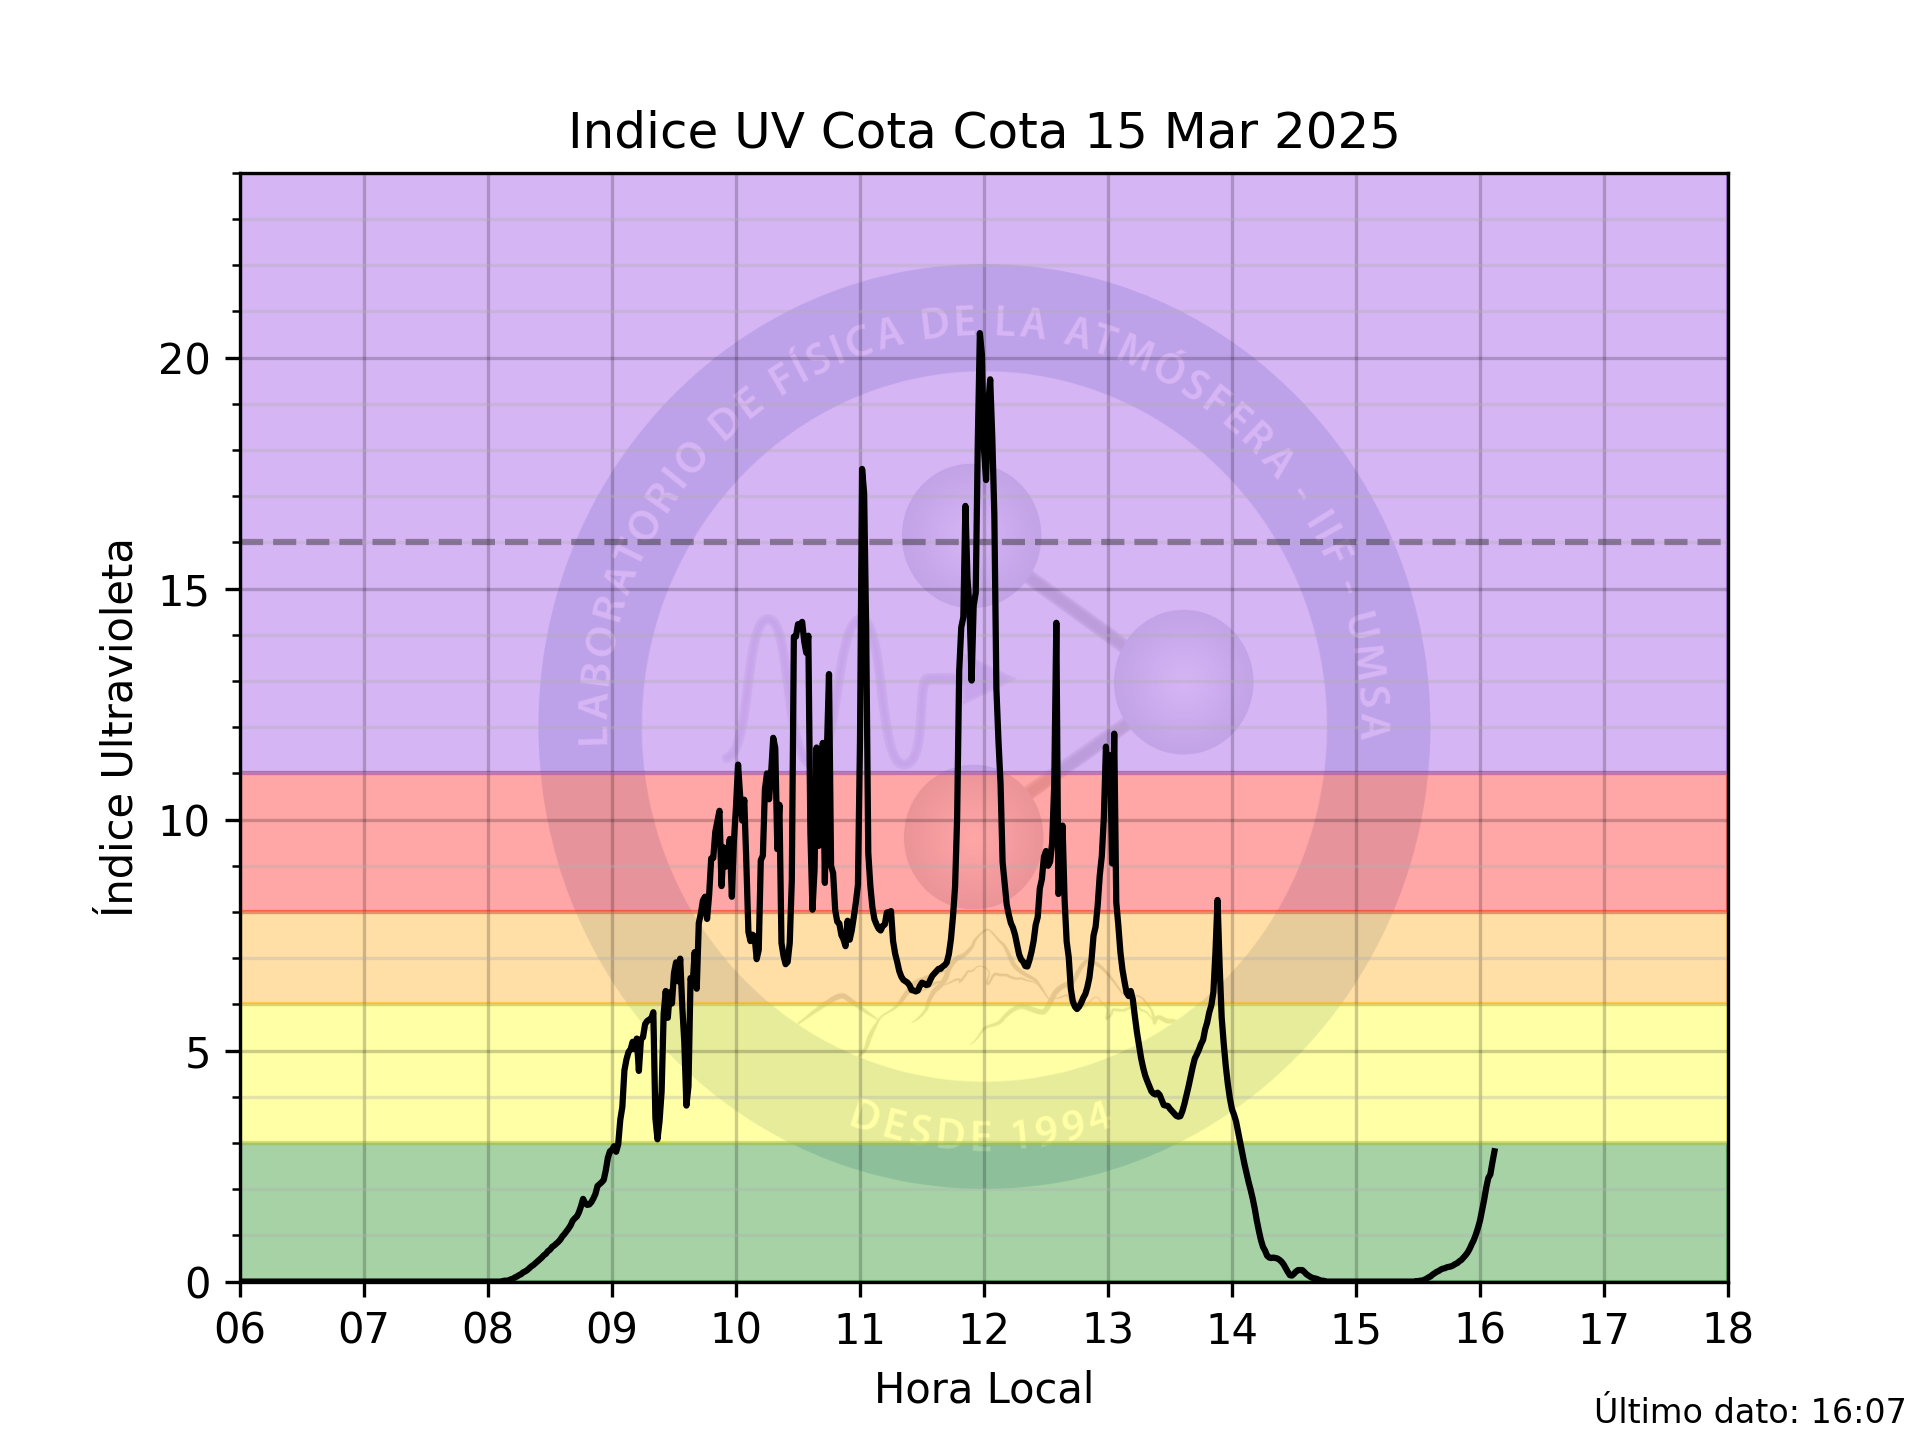 Indice UV Cota Cota 15 Mar 2025
LABORATORIO DE FÍSICA DE LA ATMÓSFERA - IIF - UMSA
DESDE 1994
Índice Ultravioleta
20
15
10
5
0
06 07 08 09 10 11 12 13 14 15 16 17 18
Hora Local
Último dato: 16:07